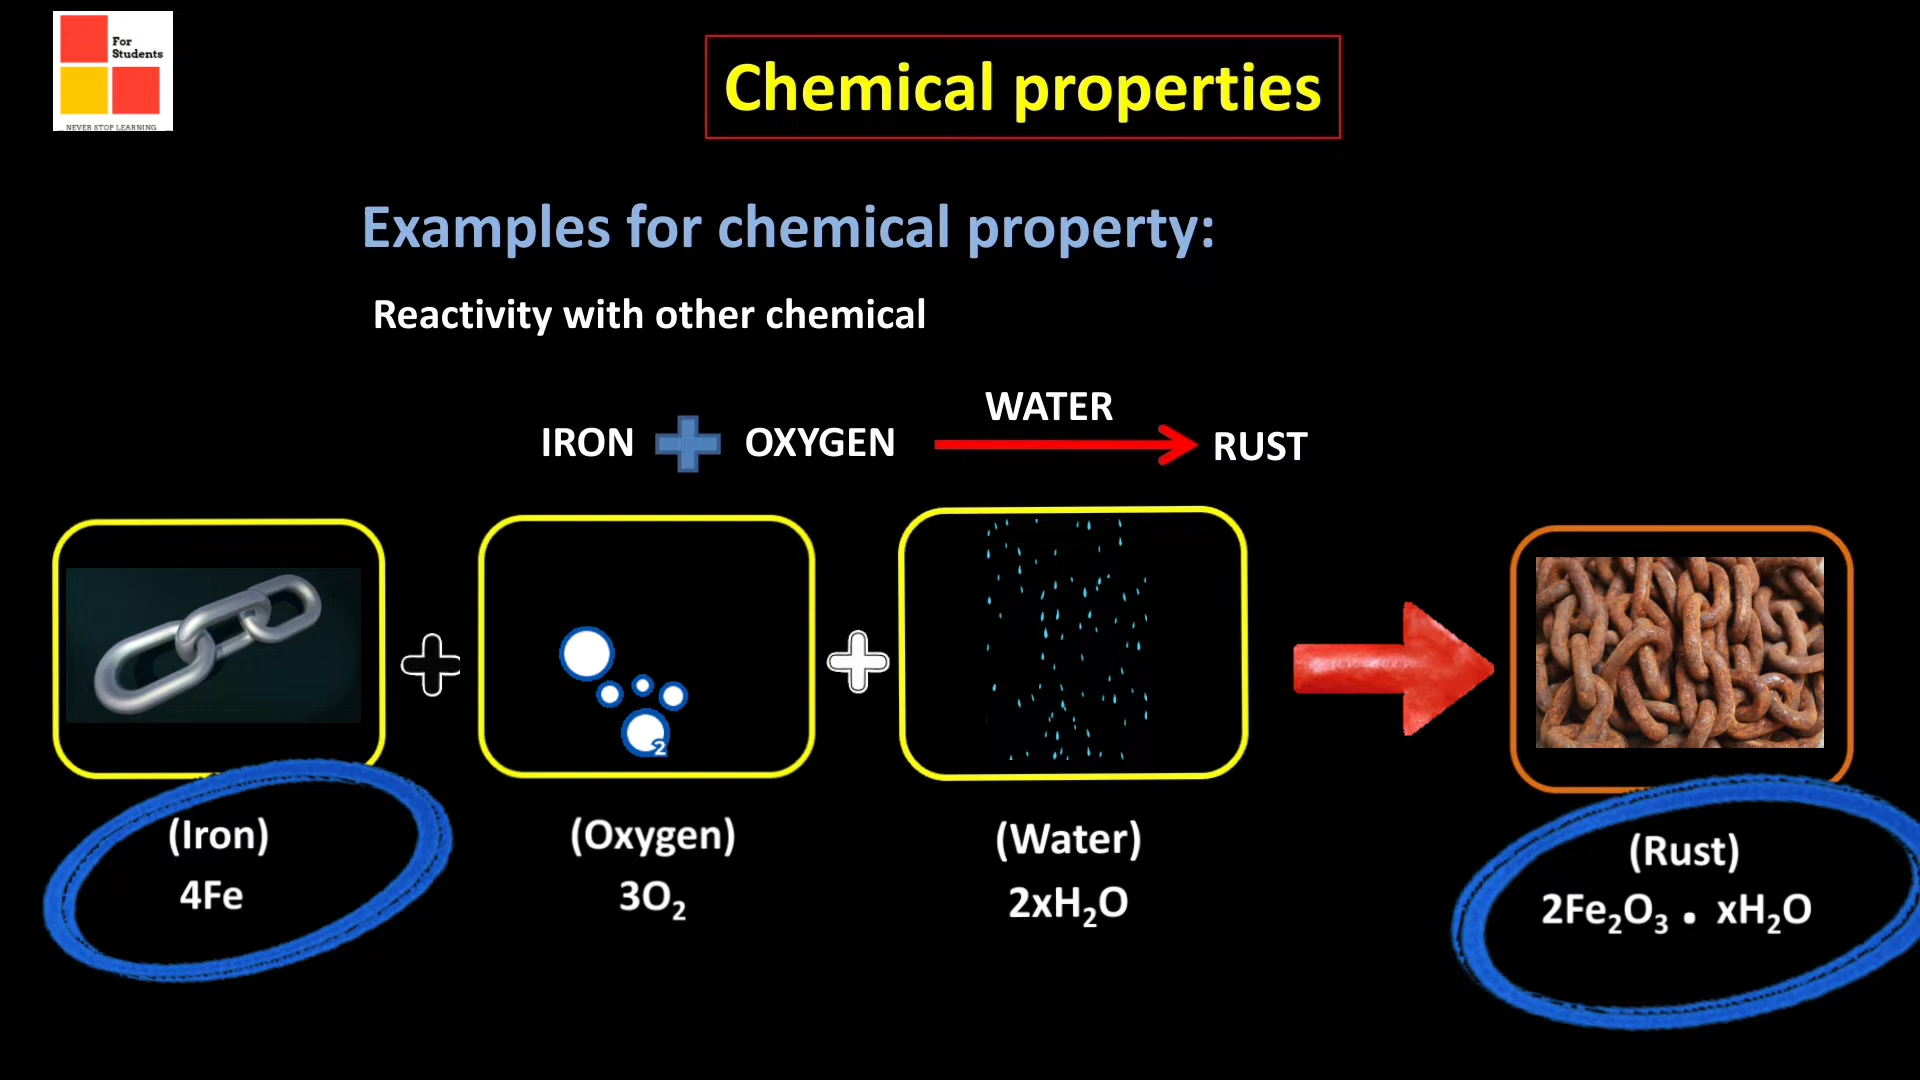 For
Students
NEVER STOP LEARNING
Chemical properties
Examples for chemical property:
Reactivity with other chemical
WATER
IRON OXYGEN RUST
2
(Iron) (Oxygen) (Water) (Rust)
4Fe 3O₂ 2xH₂O 2Fe₂O₃ . xH₂O